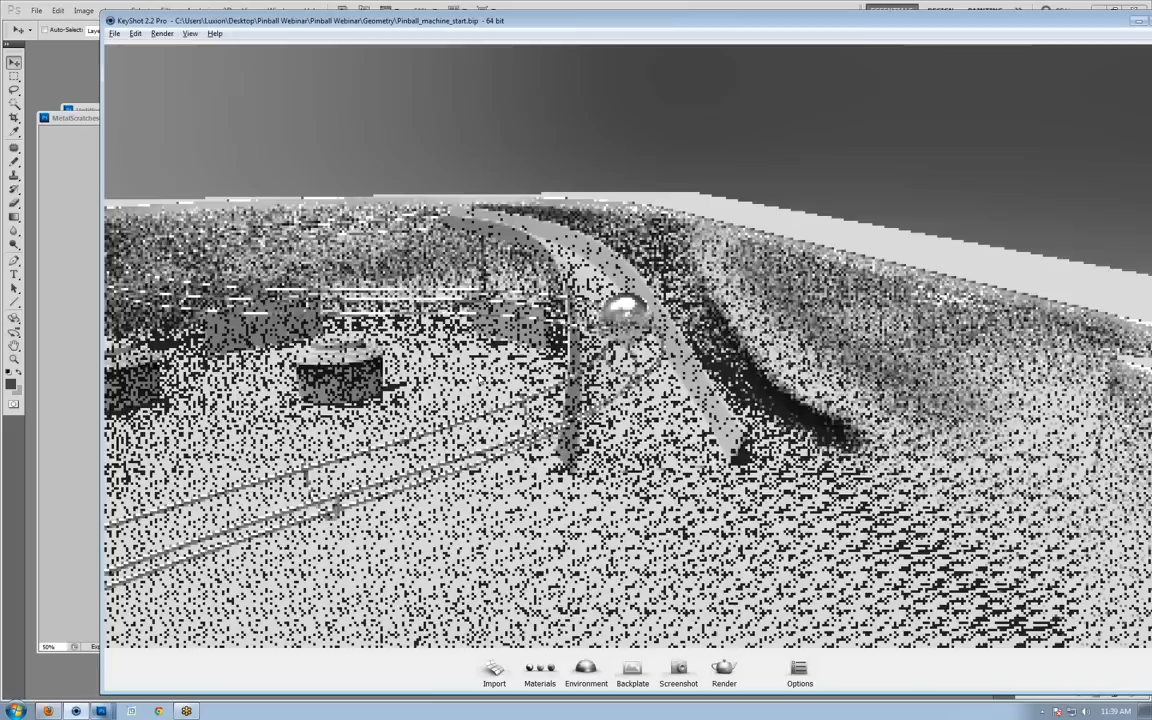 KeyShot 2.2 Pro - C:\Users\Luxion\Desktop\Pinball Webinar\Pinball Webinar\Geometry\Pinball_machine_start.bip - 64 bit
File Edit Image
File Edit Render View Help
Auto-Select:
MetalScratches
50%
Import Materials Environment Backplate Screenshot Render Options
11:39 AM